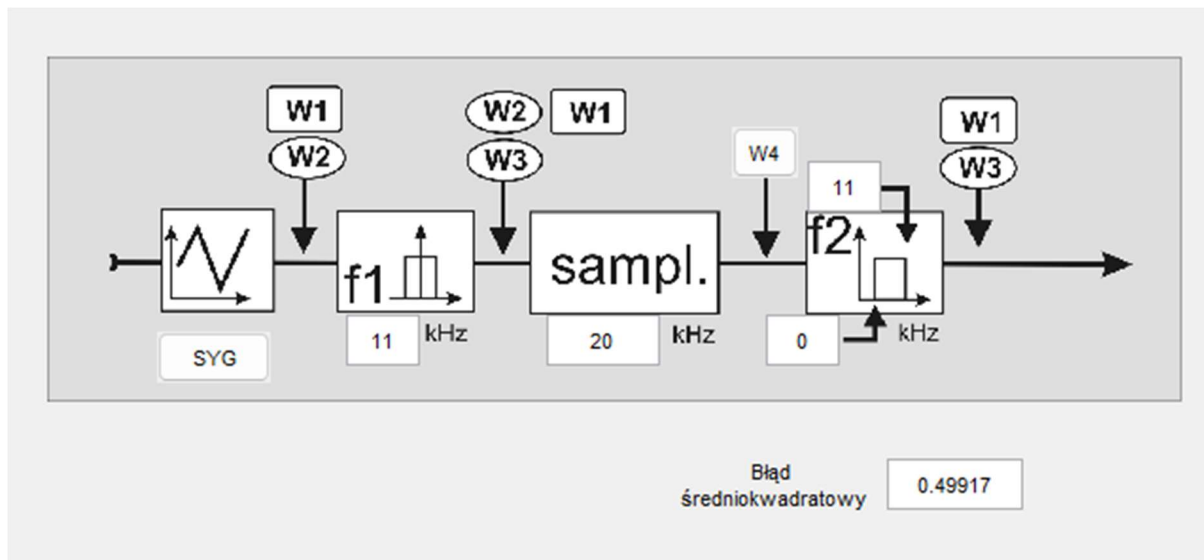 W1
W2
W2 W1
W3
W4
W1
W3
11
f1
sampl.
f2
11 kHz
20 kHz
0 kHz
SYG
Błąd
średniokwadratowy
0.49917